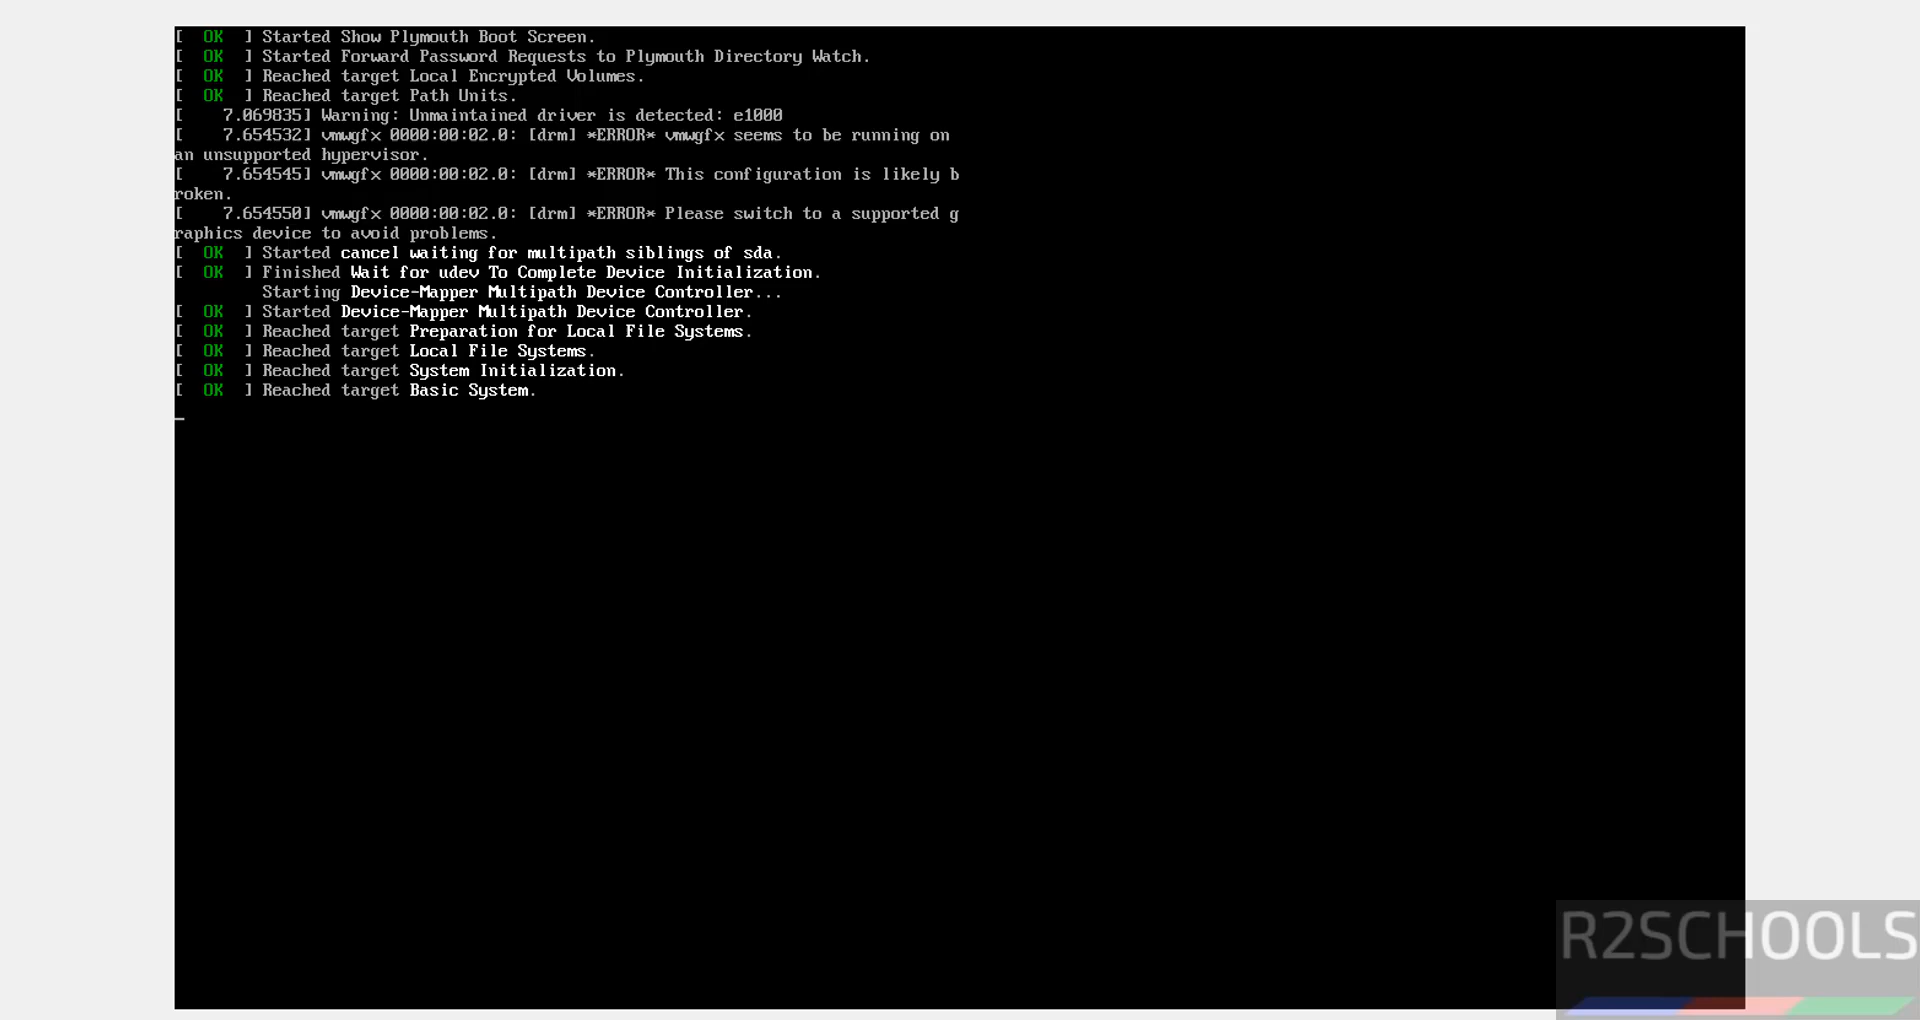 [  OK  ] Started Show Plymouth Boot Screen.
[  OK  ] Started Forward Password Requests to Plymouth Directory Watch.
[  OK  ] Reached target Local Encrypted Volumes.
[  OK  ] Reached target Path Units.
[    7.069835] Warning: Unmaintained driver is detected: e1000
[    7.654532] vmwgfx 0000:00:02.0: [drm] *ERROR* vmwgfx seems to be running on
an unsupported hypervisor.
[    7.654545] vmwgfx 0000:00:02.0: [drm] *ERROR* This configuration is likely b
roken.
[    7.654550] vmwgfx 0000:00:02.0: [drm] *ERROR* Please switch to a supported g
raphics device to avoid problems.
[  OK  ] Started cancel waiting for multipath siblings of sda.
[  OK  ] Finished Wait for udev To Complete Device Initialization.
         Starting Device-Mapper Multipath Device Controller...
[  OK  ] Started Device-Mapper Multipath Device Controller.
[  OK  ] Reached target Preparation for Local File Systems.
[  OK  ] Reached target Local File Systems.
[  OK  ] Reached target System Initialization.
[  OK  ] Reached target Basic System.
R2SCHOOLS